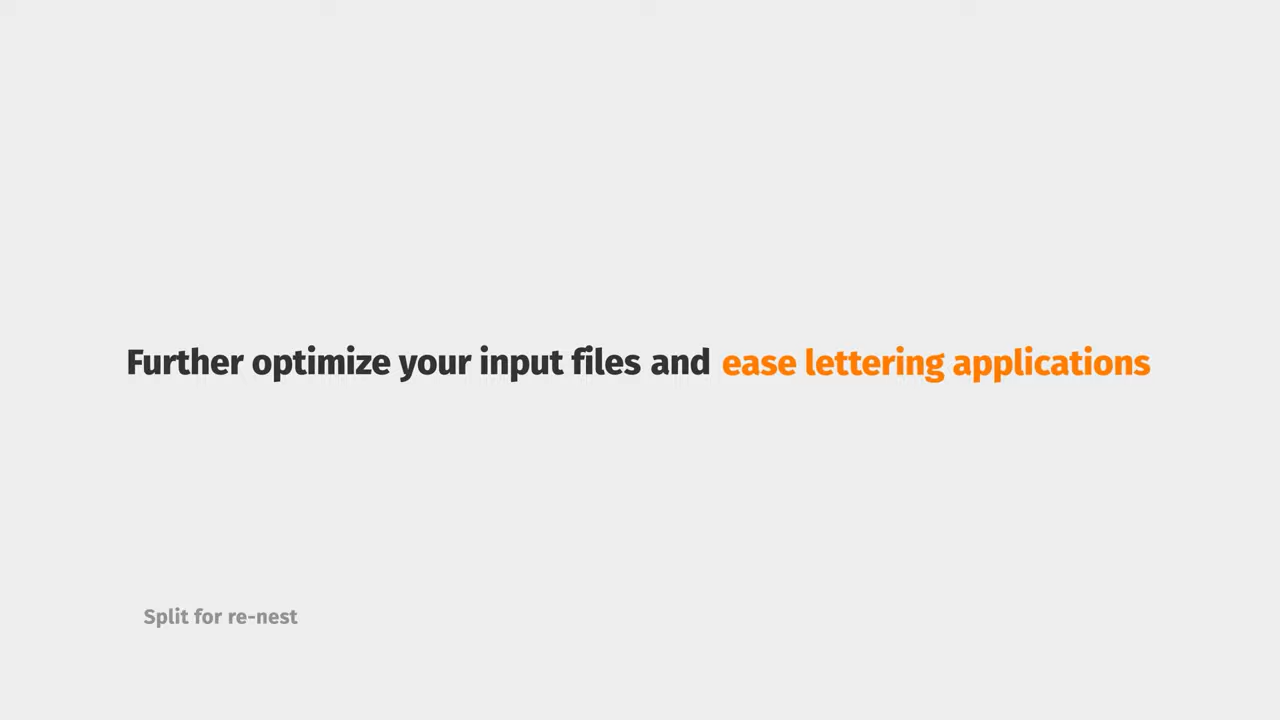 Further optimize your input files and ease lettering applications
Split for re-nest